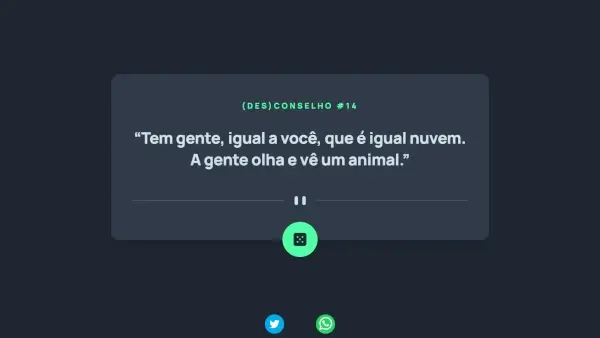 (DES)CONSELHO #14
“Tem gente, igual a você, que é igual nuvem.
A gente olha e vê um animal.”